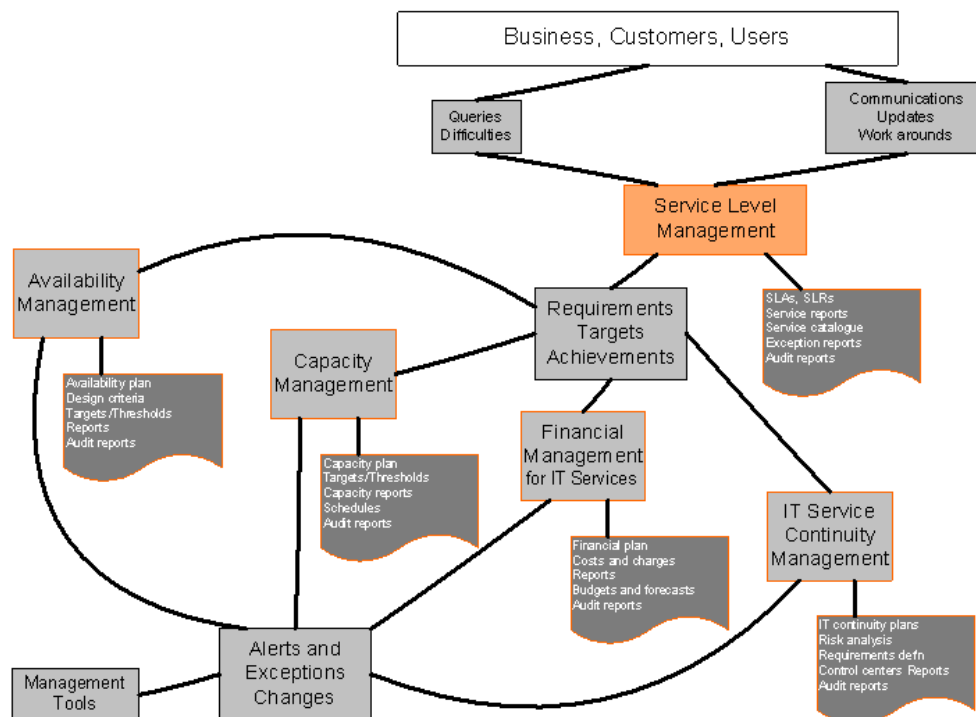 Business, Customers, Users
Queries
Difficulties
Communications
Updates
Work arounds
Service Level
Management
Availability
Management
Requirements
Targets
Achievements
SLAs, SLRs
Service reports
Service catalogue
Exception reports
Audit reports
Capacity
Management
Availability plan
Design criteria
Targets/Thresholds
Reports
Audit reports
Financial
Management
for IT Services
Capacity plan
Targets/Thresholds
Capacity reports
Schedules
Audit reports
IT Service
Continuity
Management
Financial plan
Costs and charges
Reports
Budgets and forecasts
Audit reports
IT continuity plans
Risk analysis
Requirements defn
Control centers Reports
Audit reports
Alerts and
Exceptions
Changes
Management
Tools